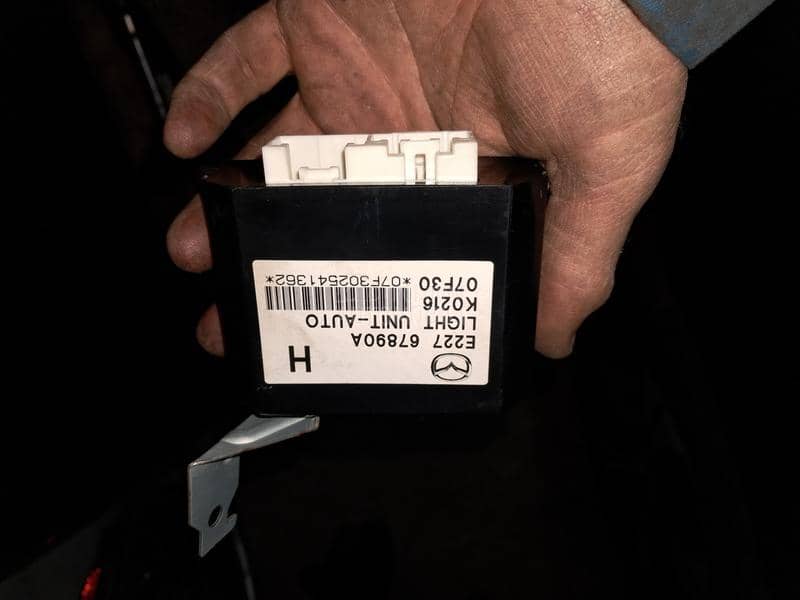 E227 67890A
LIGHT UNIT-AUTO
K0216
07F30
*07F302541362*
H